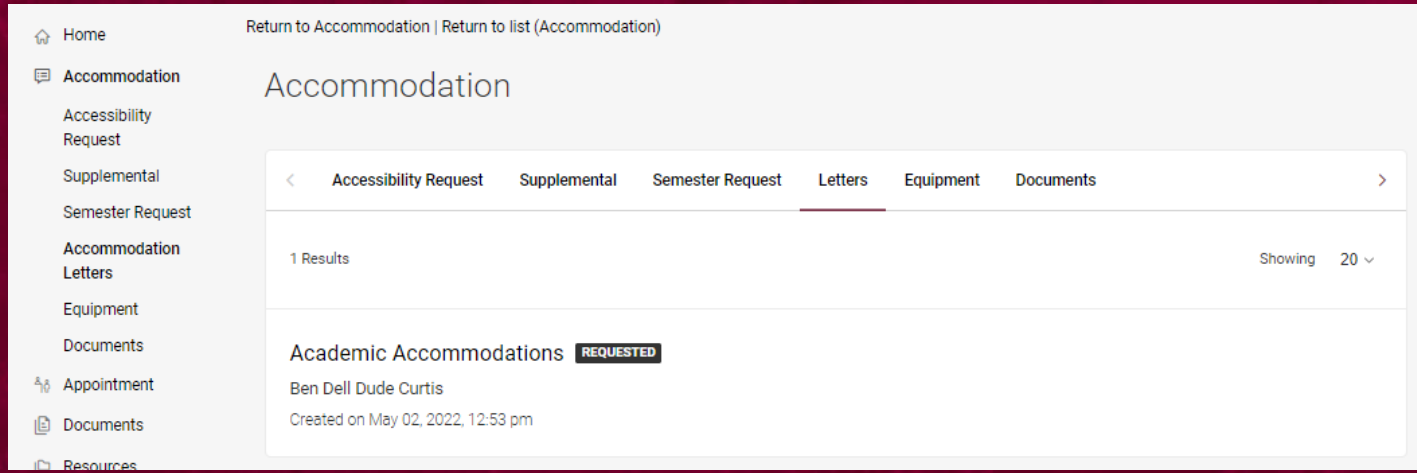 Return to Accommodation | Return to list (Accommodation)
Home
Accommodation
Accessibility
Request
Supplemental
Semester Request
Accommodation
Letters
Equipment
Documents
Appointment
Documents
Resources
Accommodation
Accessibility Request Supplemental Semester Request Letters Equipment Documents
1 Results Showing 20
Academic Accommodations REQUESTED
Ben Dell Dude Curtis
Created on May 02, 2022, 12:53 pm